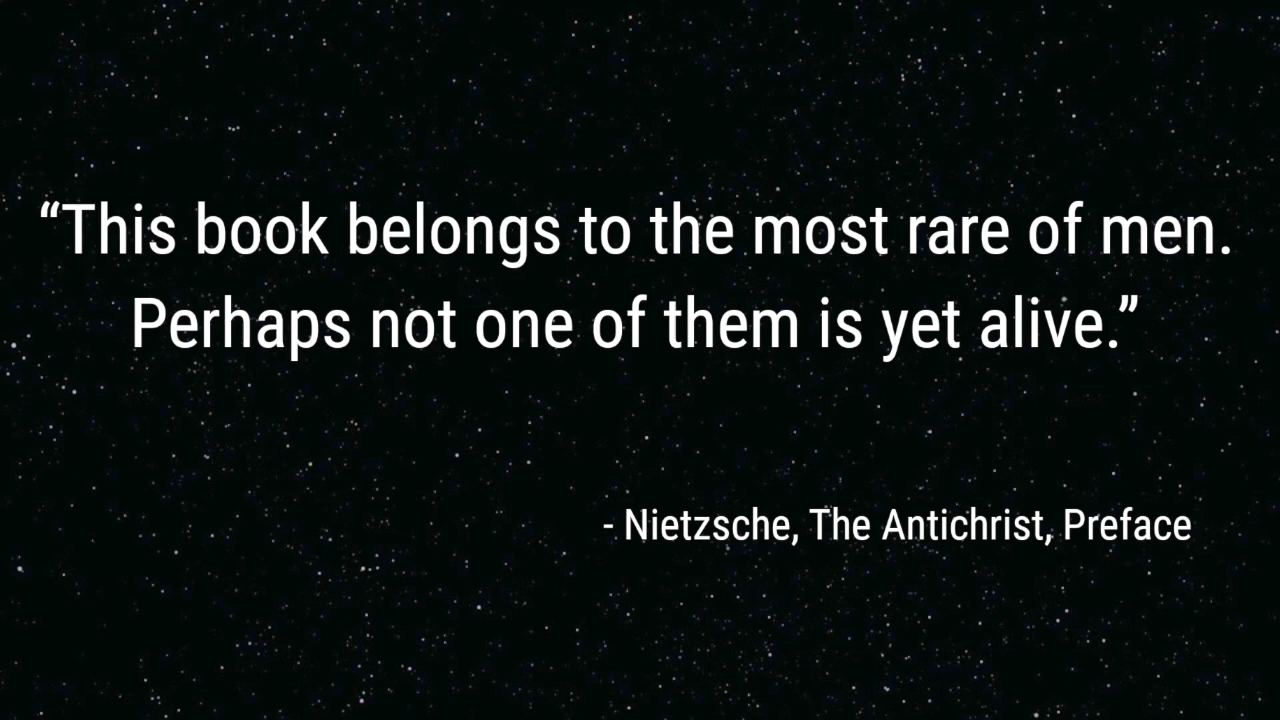 “This book belongs to the most rare of men.
Perhaps not one of them is yet alive.”
- Nietzsche, The Antichrist, Preface